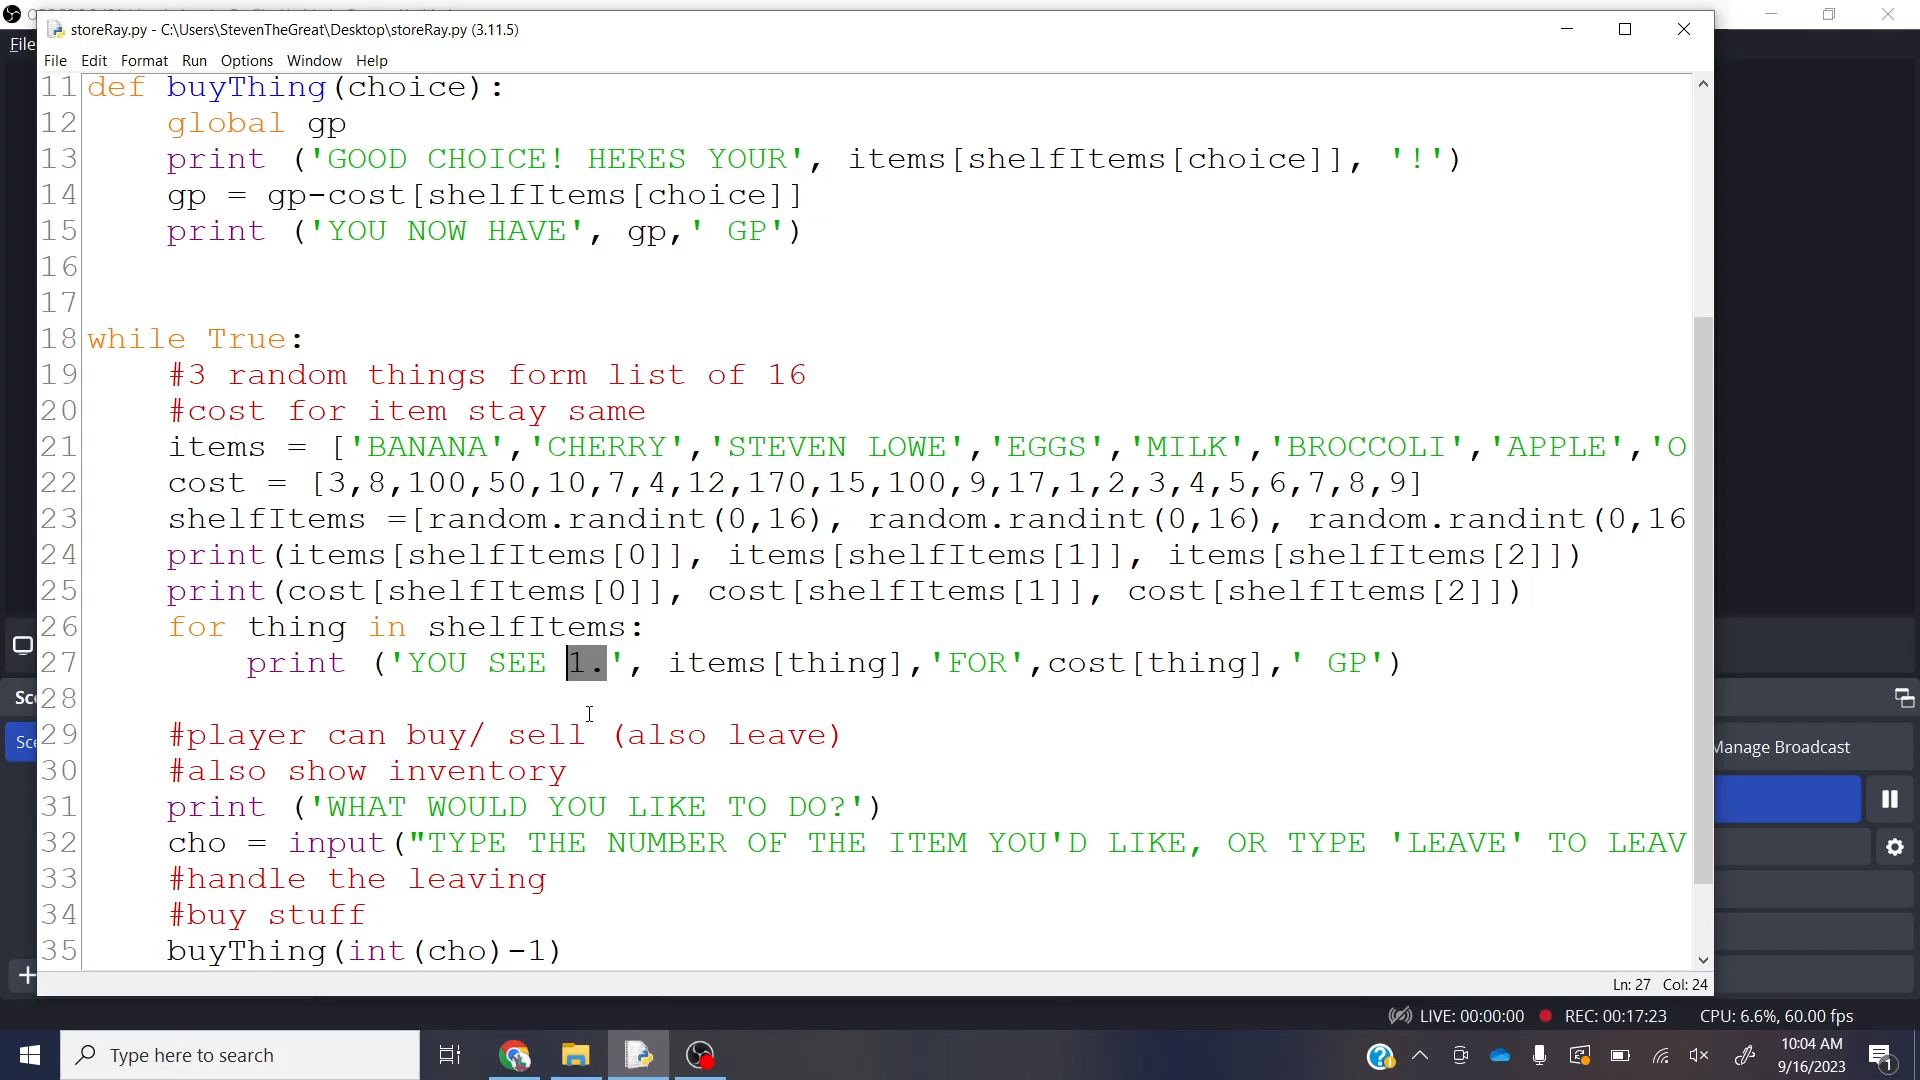 storeRay.py - C:\Users\StevenTheGreat\Desktop\storeRay.py (3.11.5)
File
File Edit Format Run Options Window Help
11 def buyThing(choice):
12 global gp
13 print ('GOOD CHOICE! HERES YOUR', items[shelfItems[choice]], '!')
14 gp = gp-cost[shelfItems[choice]]
15 print ('YOU NOW HAVE', gp,' GP')
16
17
18 while True:
19 #3 random things form list of 16
20 #cost for item stay same
21 items = ['BANANA','CHERRY','STEVEN LOWE','EGGS','MILK','BROCCOLI','APPLE','O
22 cost = [3,8,100,50,10,7,4,12,170,15,100,9,17,1,2,3,4,5,6,7,8,9]
23 shelfItems =[random.randint(0,16), random.randint(0,16), random.randint(0,16
24 print(items[shelfItems[0]], items[shelfItems[1]], items[shelfItems[2]])
25 print(cost[shelfItems[0]], cost[shelfItems[1]], cost[shelfItems[2]])
26 for thing in shelfItems:
27 print ('YOU SEE 1.', items[thing],'FOR',cost[thing],' GP')
28
Sce
29 #player can buy/ sell (also leave)
Sce
Manage Broadcast
30 #also show inventory
31 print ('WHAT WOULD YOU LIKE TO DO?')
32 cho = input("TYPE THE NUMBER OF THE ITEM YOU'D LIKE, OR TYPE 'LEAVE' TO LEAV
33 #handle the leaving
34 #buy stuff
35 buyThing(int(cho)-1)
Ln: 27 Col: 24
LIVE: 00:00:00 REC: 00:17:23 CPU: 6.6%, 60.00 fps
Type here to search
10:04 AM
9/16/2023
1